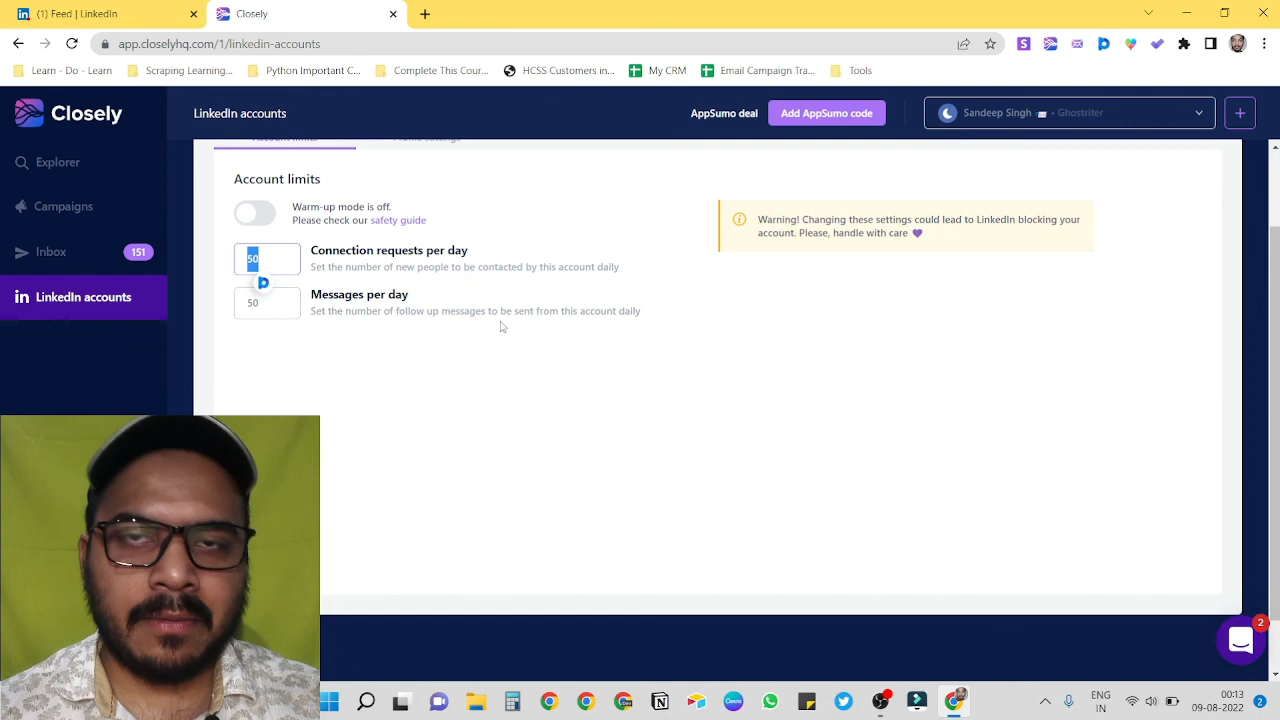 (1) Feed | LinkedIn
Closely
app.closelyhq.com/1/linkedin-accounts
Learn - Do - Learn
Scraping Learning...
Python Important C...
Complete This Cour...
HCSS Customers in...
My CRM
Email Campaign Tra...
Tools
Closely
LinkedIn accounts
AppSumo deal
Add AppSumo code
Sandeep Singh • Ghostriter
Explorer
Campaigns
Inbox
151
LinkedIn accounts
Account limits
Warm-up mode is off.
Please check our safety guide
50
Connection requests per day
Set the number of new people to be contacted by this account daily
50
Messages per day
Set the number of follow up messages to be sent from this account daily
Warning! Changing these settings could lead to LinkedIn blocking your
account. Please, handle with care
2
ENG
IN
00:13
09-08-2022
2